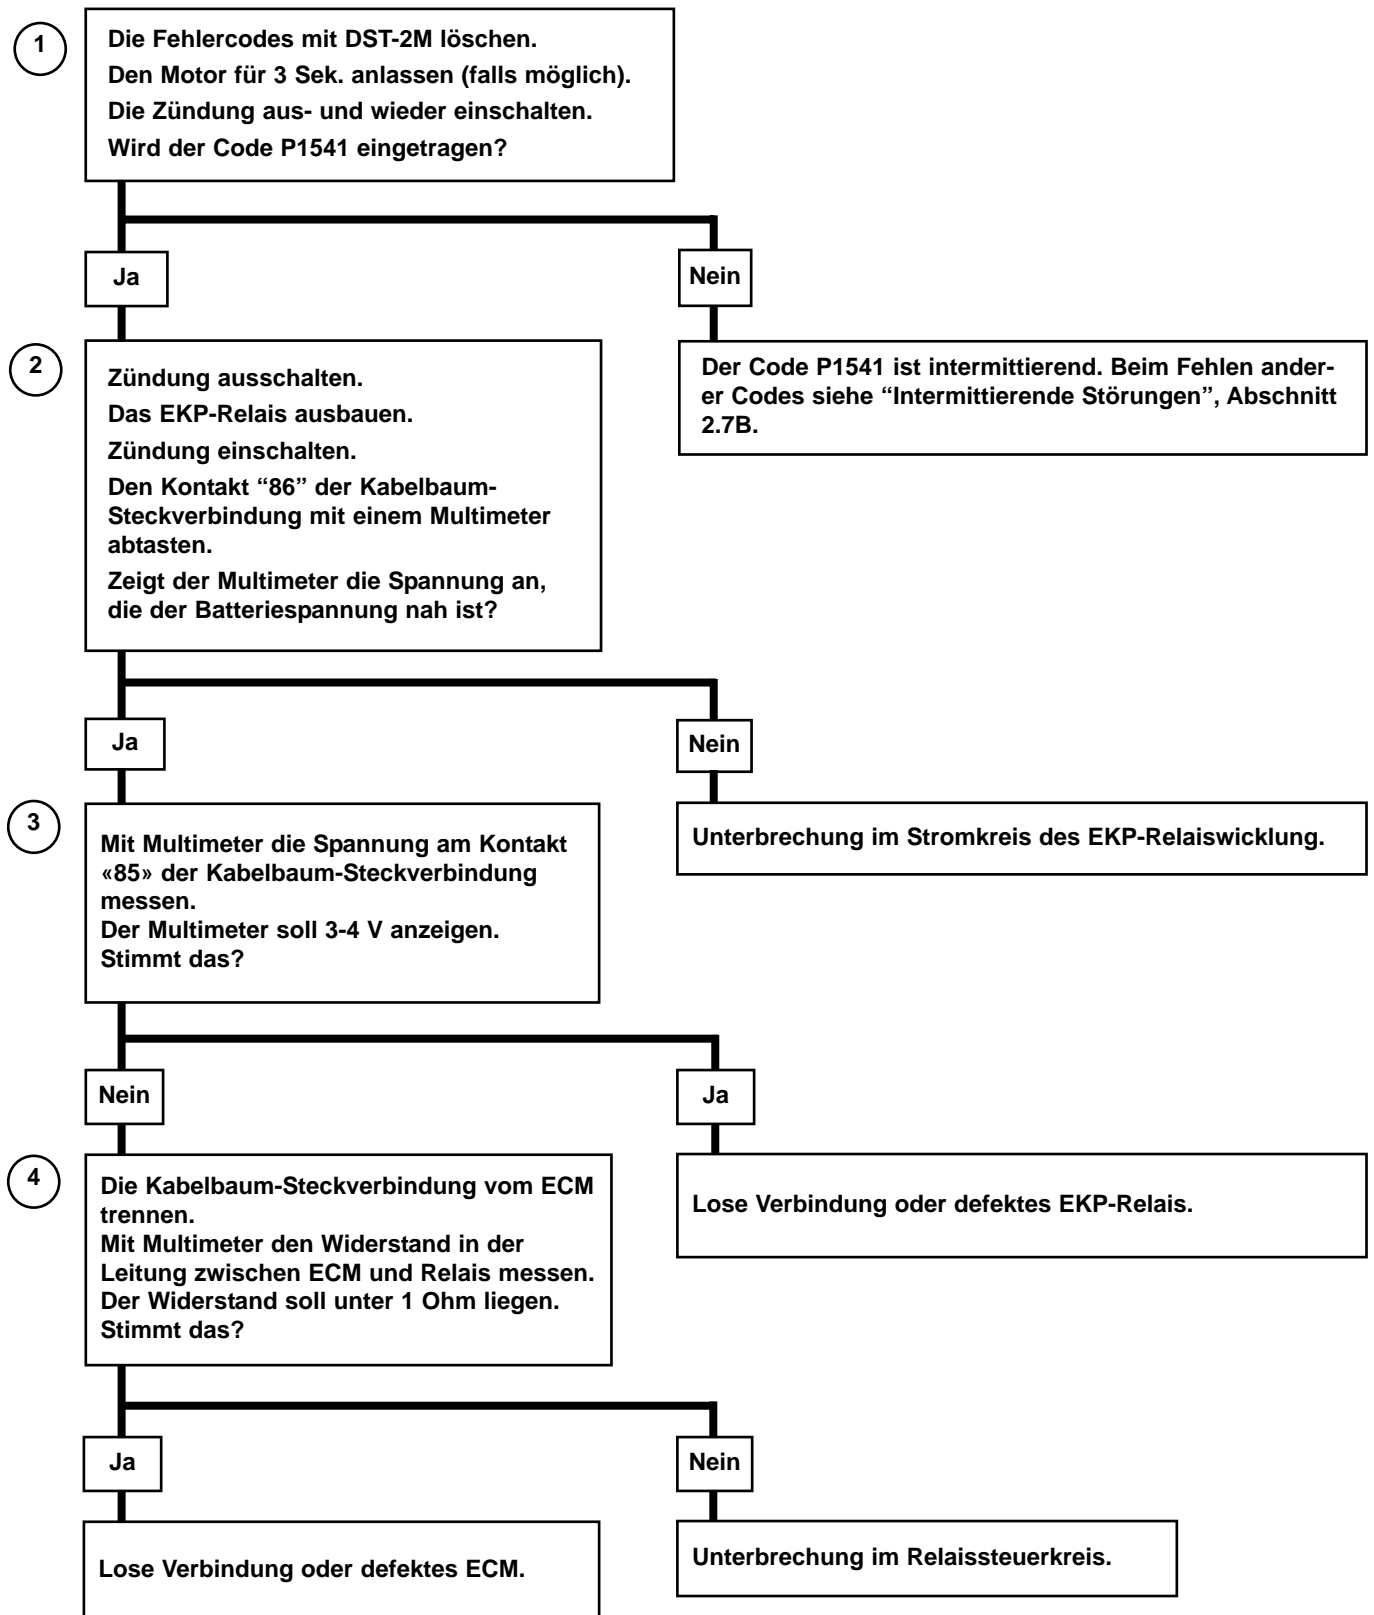 1
Die Fehlercodes mit DST-2M löschen.
Den Motor für 3 Sek. anlassen (falls möglich).
Die Zündung aus- und wieder einschalten.
Wird der Code P1541 eingetragen?
Ja
Nein
2
Zündung ausschalten.
Das EKP-Relais ausbauen.
Zündung einschalten.
Den Kontakt “86” der Kabelbaum-
Steckverbindung mit einem Multimeter
abtasten.
Zeigt der Multimeter die Spannung an,
die der Batteriespannung nah ist?
Der Code P1541 ist intermittierend. Beim Fehlen ander-
er Codes siehe “Intermittierende Störungen”, Abschnitt
2.7B.
Ja
Nein
3
Mit Multimeter die Spannung am Kontakt
«85» der Kabelbaum-Steckverbindung
messen.
Der Multimeter soll 3-4 V anzeigen.
Stimmt das?
Unterbrechung im Stromkreis des EKP-Relaiswicklung.
Nein
Ja
4
Die Kabelbaum-Steckverbindung vom ECM
trennen.
Mit Multimeter den Widerstand in der
Leitung zwischen ECM und Relais messen.
Der Widerstand soll unter 1 Ohm liegen.
Stimmt das?
Lose Verbindung oder defektes EKP-Relais.
Ja
Nein
Lose Verbindung oder defektes ECM.
Unterbrechung im Relaissteuerkreis.